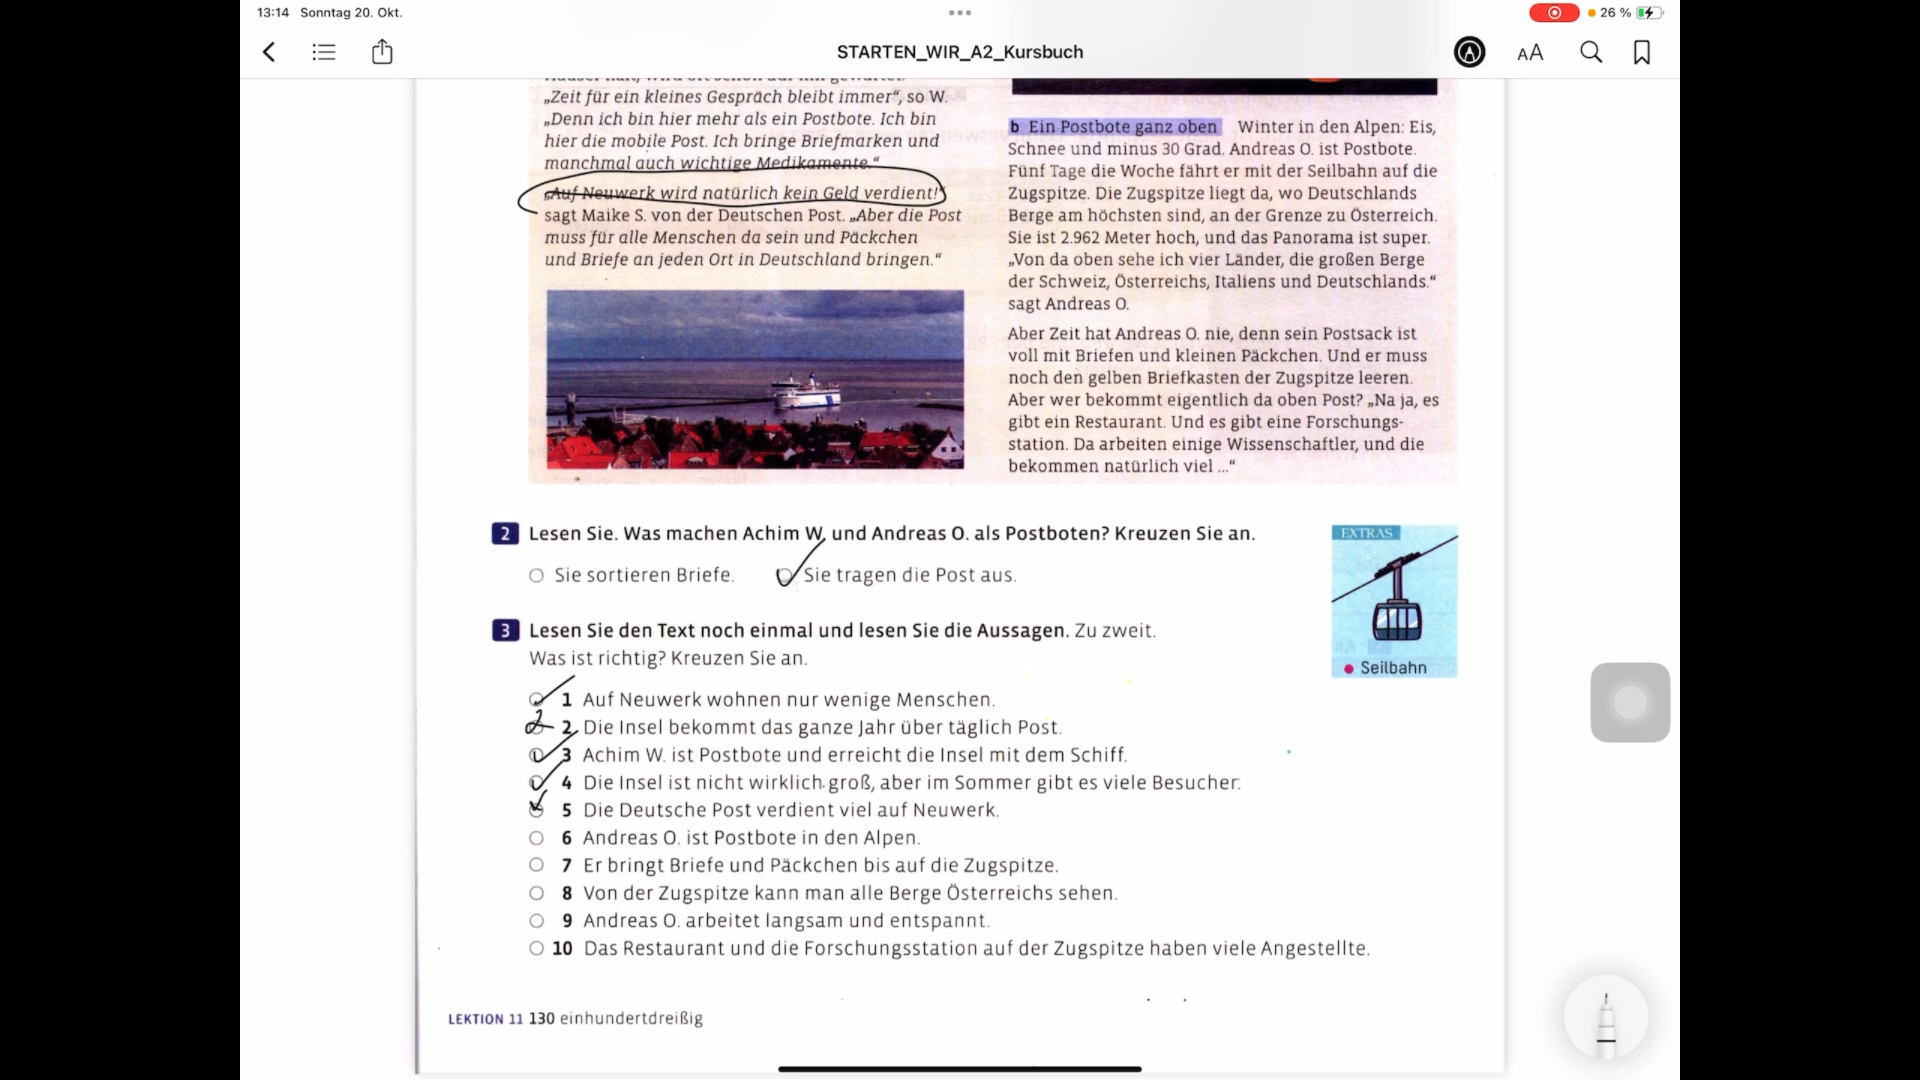 13:14 Sonntag 20. Okt.
26 %
STARTEN_WIR_A2_Kursbuch
AA
„Zeit für ein kleines Gespräch bleibt immer“, so W.
„Denn ich bin hier mehr als ein Postbote. Ich bin
hier die mobile Post. Ich bringe Briefmarken und
manchmal auch wichtige Medikamente.“
„Auf Neuwerk wird natürlich kein Geld verdient!“
sagt Maike S. von der Deutschen Post. „Aber die Post
muss für alle Menschen da sein und Päckchen
und Briefe an jeden Ort in Deutschland bringen.“
b Ein Postbote ganz oben Winter in den Alpen: Eis,
Schnee und minus 30 Grad. Andreas O. ist Postbote.
Fünf Tage die Woche fährt er mit der Seilbahn auf die
Zugspitze. Die Zugspitze liegt da, wo Deutschlands
Berge am höchsten sind, an der Grenze zu Österreich.
Sie ist 2.962 Meter hoch, und das Panorama ist super.
„Von da oben sehe ich vier Länder, die großen Berge
der Schweiz, Österreichs, Italiens und Deutschlands.“
sagt Andreas O.
Aber Zeit hat Andreas O. nie, denn sein Postsack ist
voll mit Briefen und kleinen Päckchen. Und er muss
noch den gelben Briefkasten der Zugspitze leeren.
Aber wer bekommt eigentlich da oben Post? „Na ja, es
gibt ein Restaurant. Und es gibt eine Forschungs-
station. Da arbeiten einige Wissenschaftler, und die
bekommen natürlich viel ...“
2 Lesen Sie. Was machen Achim W. und Andreas O. als Postboten? Kreuzen Sie an.
Sie sortieren Briefe. Sie tragen die Post aus.
EXTRAS
Seilbahn
3 Lesen Sie den Text noch einmal und lesen Sie die Aussagen. Zu zweit.
Was ist richtig? Kreuzen Sie an.
1 Auf Neuwerk wohnen nur wenige Menschen.
2 Die Insel bekommt das ganze Jahr über täglich Post.
3 Achim W. ist Postbote und erreicht die Insel mit dem Schiff.
4 Die Insel ist nicht wirklich groß, aber im Sommer gibt es viele Besucher.
5 Die Deutsche Post verdient viel auf Neuwerk.
6 Andreas O. ist Postbote in den Alpen.
7 Er bringt Briefe und Päckchen bis auf die Zugspitze.
8 Von der Zugspitze kann man alle Berge Österreichs sehen.
9 Andreas O. arbeitet langsam und entspannt.
10 Das Restaurant und die Forschungsstation auf der Zugspitze haben viele Angestellte.
LEKTION 11 130 einhundertdreißig